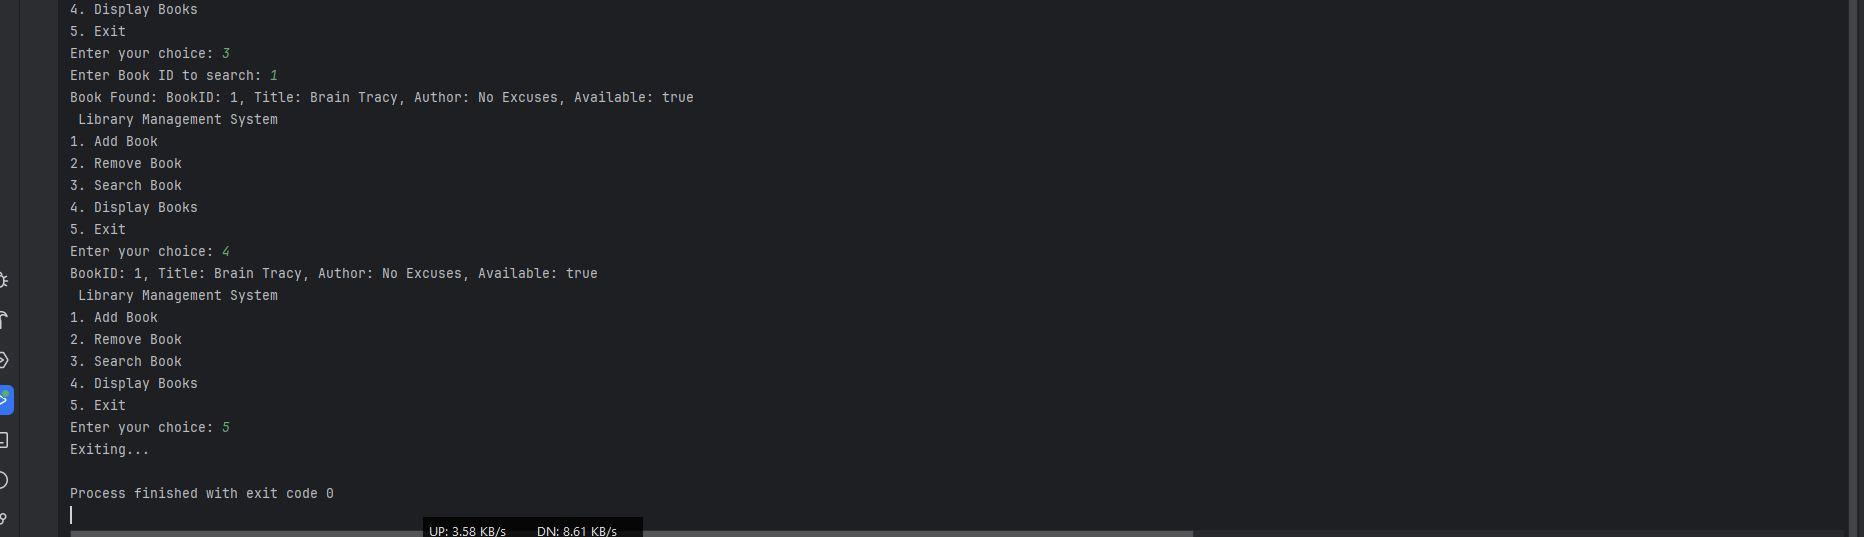 4. Display Books
5. Exit
Enter your choice: 3
Enter Book ID to search: 1
Book Found: BookID: 1, Title: Brain Tracy, Author: No Excuses, Available: true
 Library Management System
1. Add Book
2. Remove Book
3. Search Book
4. Display Books
5. Exit
Enter your choice: 4
BookID: 1, Title: Brain Tracy, Author: No Excuses, Available: true
 Library Management System
1. Add Book
2. Remove Book
3. Search Book
4. Display Books
5. Exit
Enter your choice: 5
Exiting...
Process finished with exit code 0
UP: 3.58 KB/s DN: 8.61 KB/s